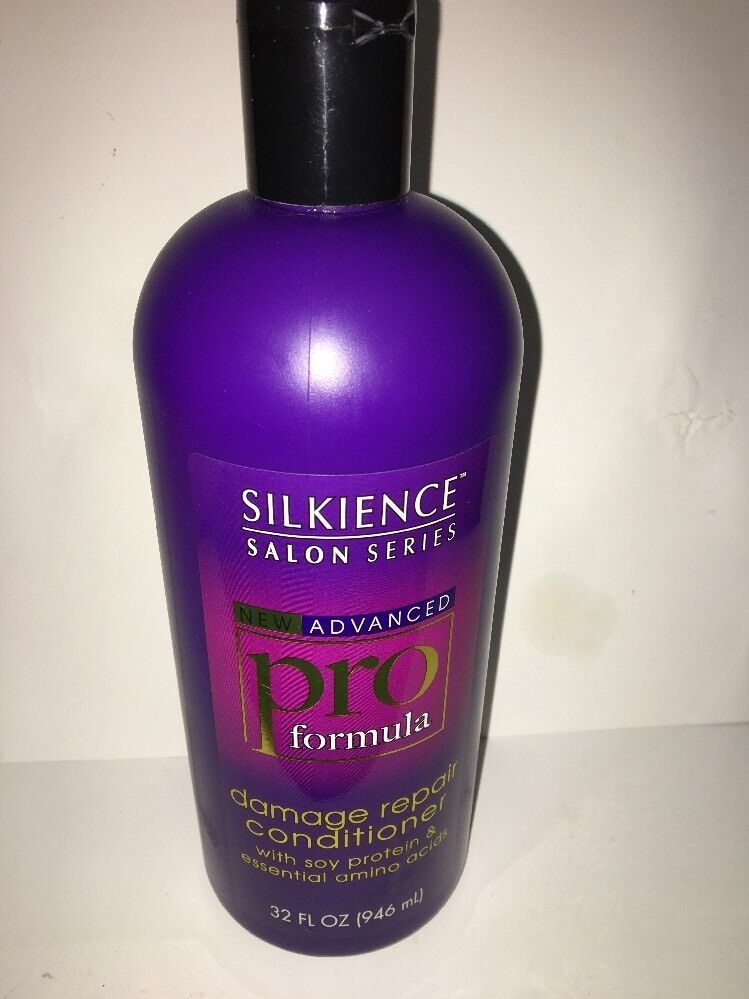 SILKIENCE™
SALON SERIES
NEW ADVANCED
pro
formula
damage repair
conditioner
with soy protein &
essential amino acids
32 FL OZ (946 mL)